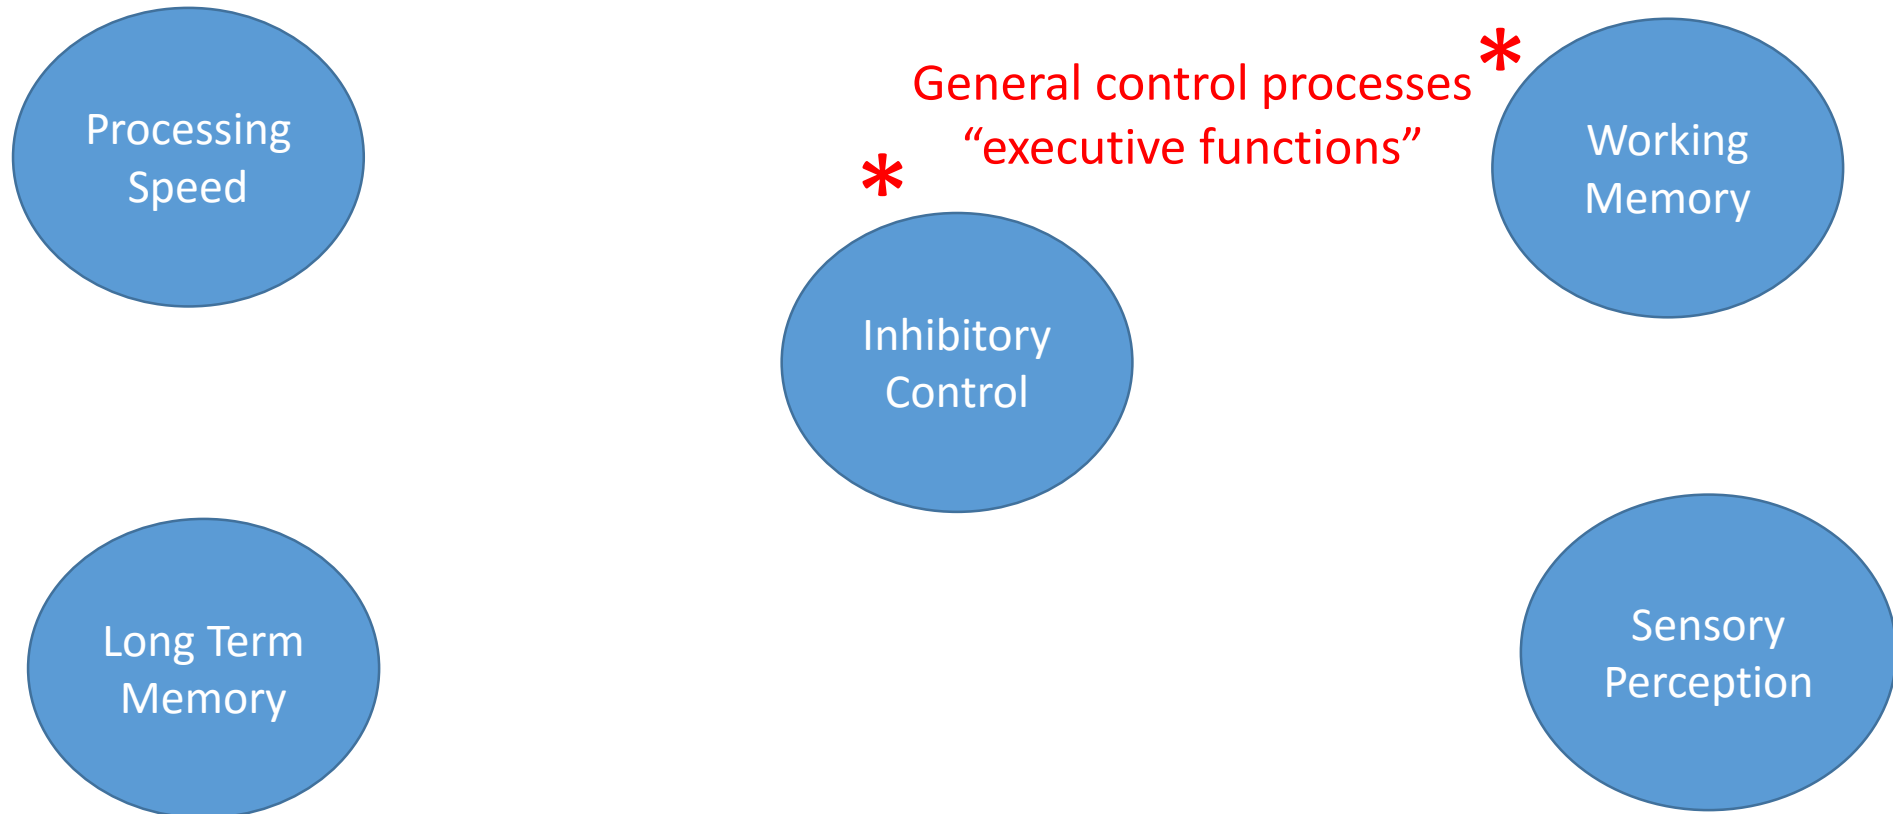 Processing
Speed
*
General control processes
“executive functions”
*
Working
Memory
Inhibitory
Control
Long Term
Memory
Sensory
Perception